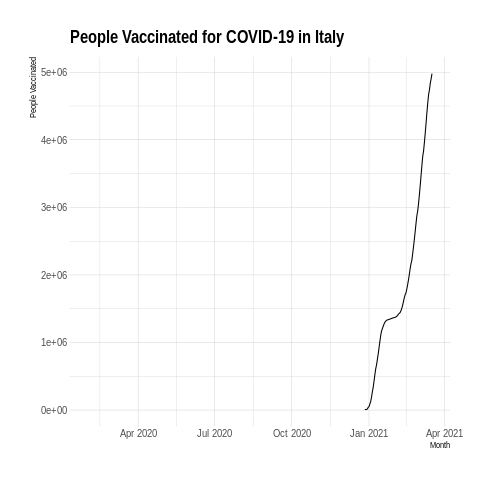 People Vaccinated for COVID-19 in Italy
People Vaccinated
5e+06
4e+06
3e+06
2e+06
1e+06
0e+00
Apr 2020 Jul 2020 Oct 2020 Jan 2021 Apr 2021
Month